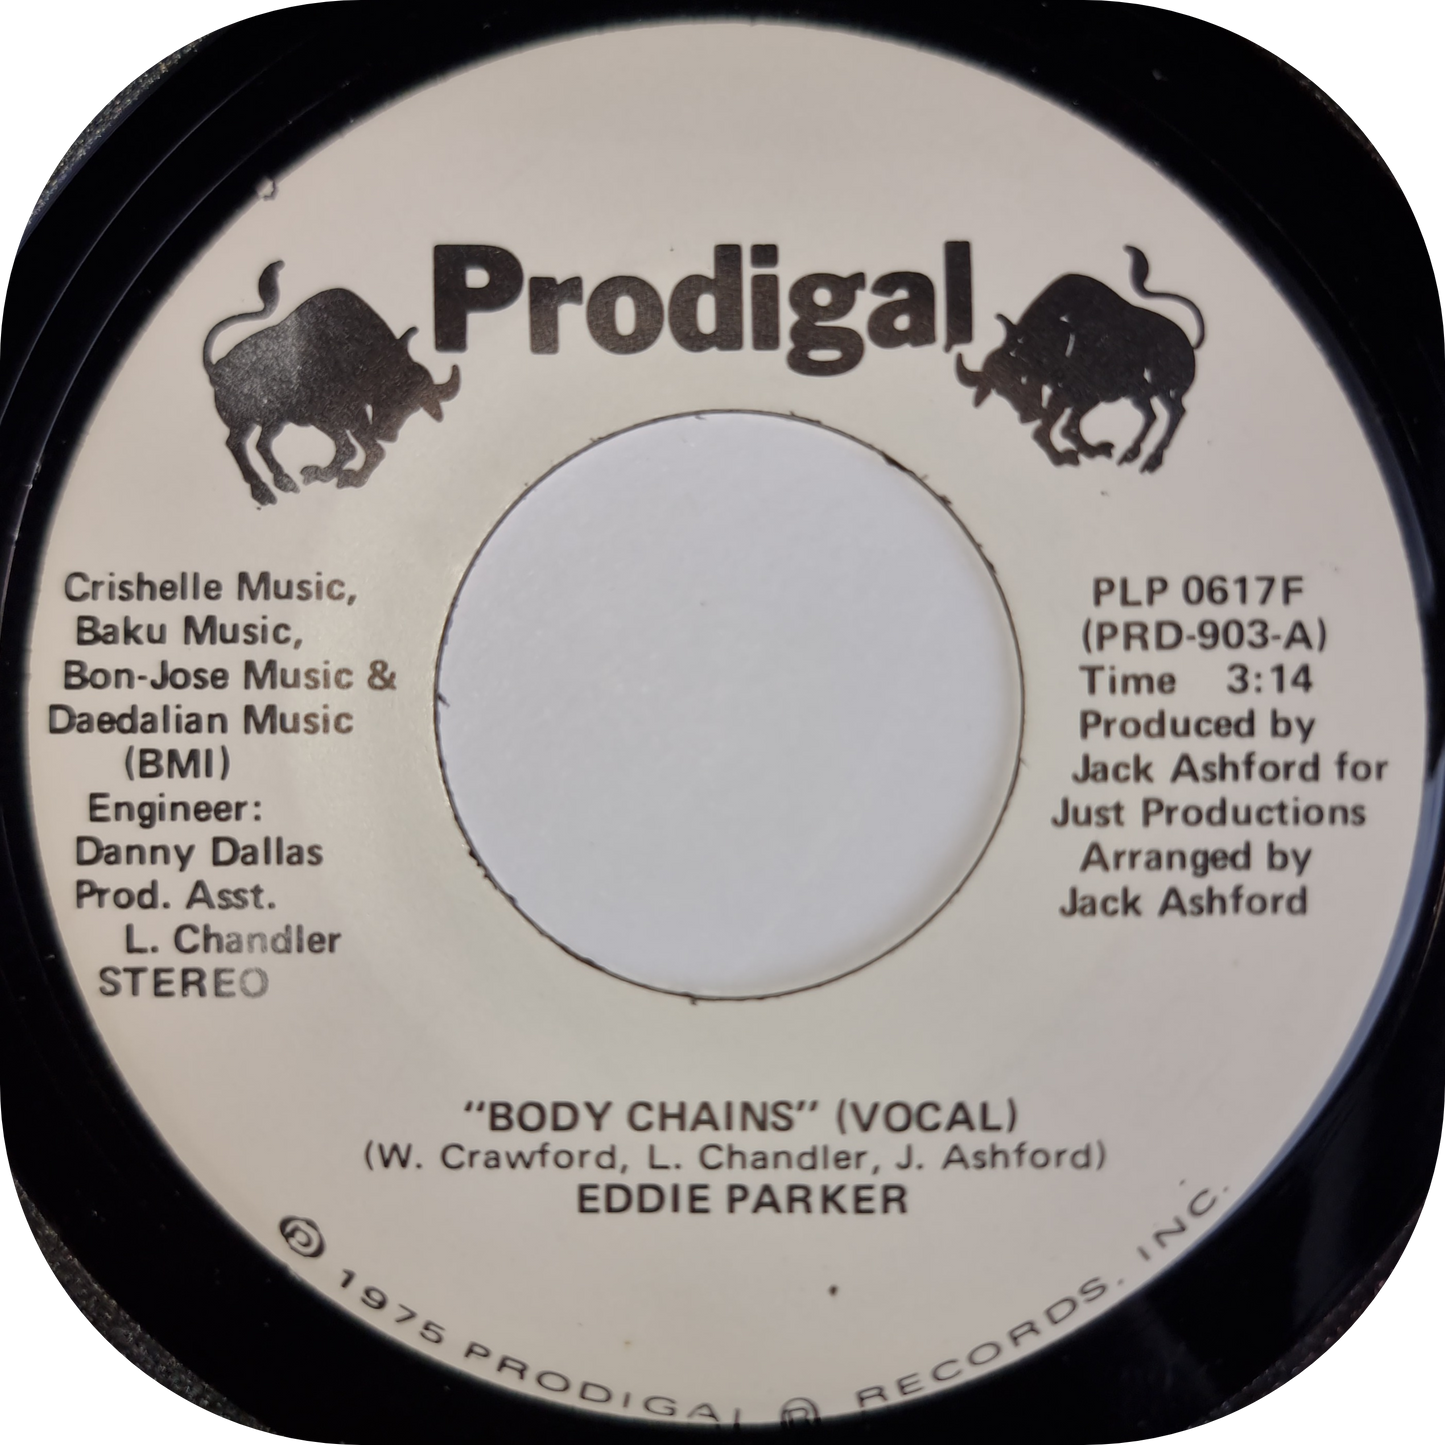 Prodigal
Crishelle Music,
Baku Music,
Bon-Jose Music &
Daedalian Music
(BMI)
Engineer:
Danny Dallas
Prod. Asst.
L. Chandler
STEREO
PLP 0617F
(PRD-903-A)
Time 3:14
Produced by
Jack Ashford for
Just Productions
Arranged by
Jack Ashford
"BODY CHAINS" (VOCAL)
(W. Crawford, L. Chandler, J. Ashford)
EDDIE PARKER
℗ 1975 PRODIGAL ® RECORDS, INC.